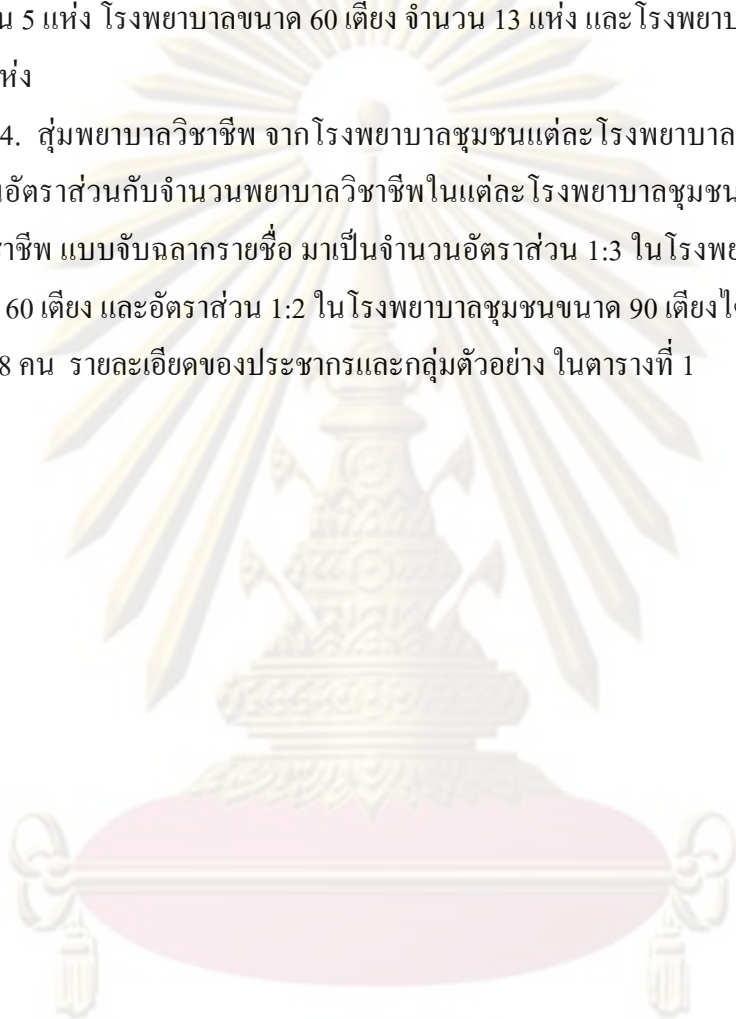 น 5 แห่ง โรงพยาบาลขนาด 60 เตียง จำนวน 13 แห่ง และโรงพยาบ
ห่ง
4. สุ่มพยาบาลวิชาชีพ จากโรงพยาบาลชุมชนแต่ละโรงพยาบาล
นอัตราส่วนกับจำนวนพยาบาลวิชาชีพในแต่ละโรงพยาบาลชุมชน
าชีพ แบบจับฉลากรายชื่อ มาเป็นจำนวนอัตราส่วน 1:3 ในโรงพย
60 เตียง และอัตราส่วน 1:2 ในโรงพยาบาลชุมชนขนาด 90 เตียงไ
8 คน รายละเอียดของประชากรและกลุ่มตัวอย่าง ในตารางที่ 1